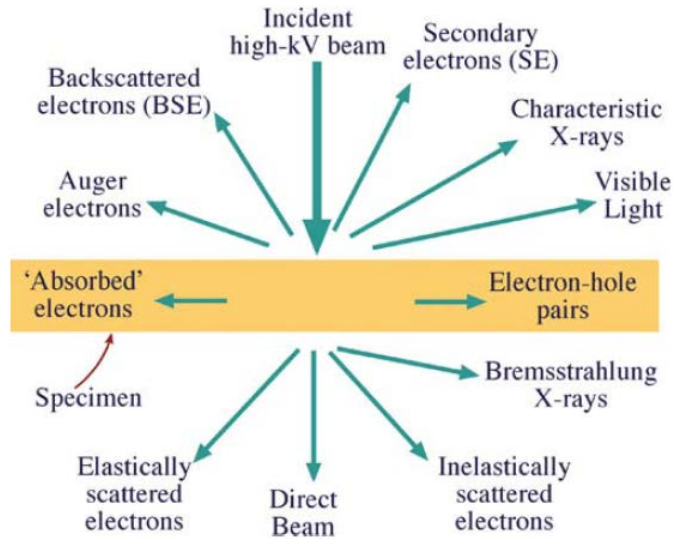 Incident
high-kV beam
Secondary
electrons (SE)
Backscattered
electrons (BSE)
Characteristic
X-rays
Auger
electrons
Visible
Light
‘Absorbed’
electrons
Electron-hole
pairs
Specimen
Bremsstrahlung
X-rays
Elastically
scattered
electrons
Direct
Beam
Inelastically
scattered
electrons